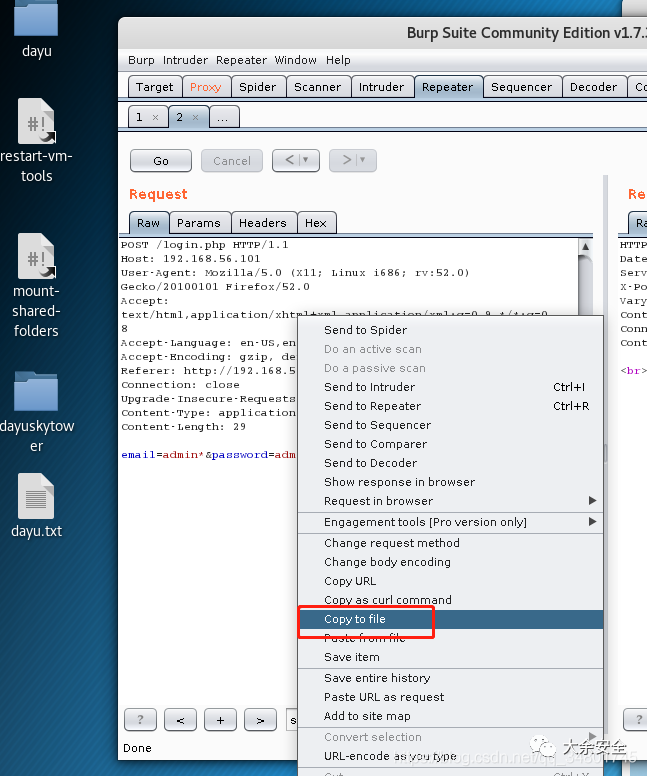 dayu
restart-vm-
tools
mount-
shared-
folders
dayuskytow
er
dayu.txt
Burp Suite Community Edition v1.7.
Burp Intruder Repeater Window Help
Target Proxy Spider Scanner Intruder Repeater Sequencer Decoder Co
1 × 2 × ...
Go Cancel < > 
Request
Raw Params Headers Hex
POST /login.php HTTP/1.1
Host: 192.168.56.101
User-Agent: Mozilla/5.0 (X11; Linux i686; rv:52.0)
Gecko/20100101 Firefox/52.0
Accept:
text/html,application/xhtml+xml,application/xml;q=0.9,*/*;q=0.
8
Accept-Language: en-US,en
Accept-Encoding: gzip, de
Referer: http://192.168.5
Connection: close
Upgrade-Insecure-Requests
Content-Type: application
Content-Length: 29
email=admin*&password=adm
Send to Spider
Do an active scan
Do a passive scan
Send to Intruder Ctrl+I
Send to Repeater Ctrl+R
Send to Sequencer
Send to Comparer
Send to Decoder
Show response in browser
Request in browser
Engagement tools [Pro version only]
Change request method
Change body encoding
Copy URL
Copy as curl command
Copy to file
Paste from file
Save item
Save entire history
Paste URL as request
Add to site map
Convert selection
URL-encode as you type
? < + > s
Done
Re
Ra
HTTP
Date
Serv
X-Po
Vary
Cont
Conn
Cont
<br>
?
大余安全